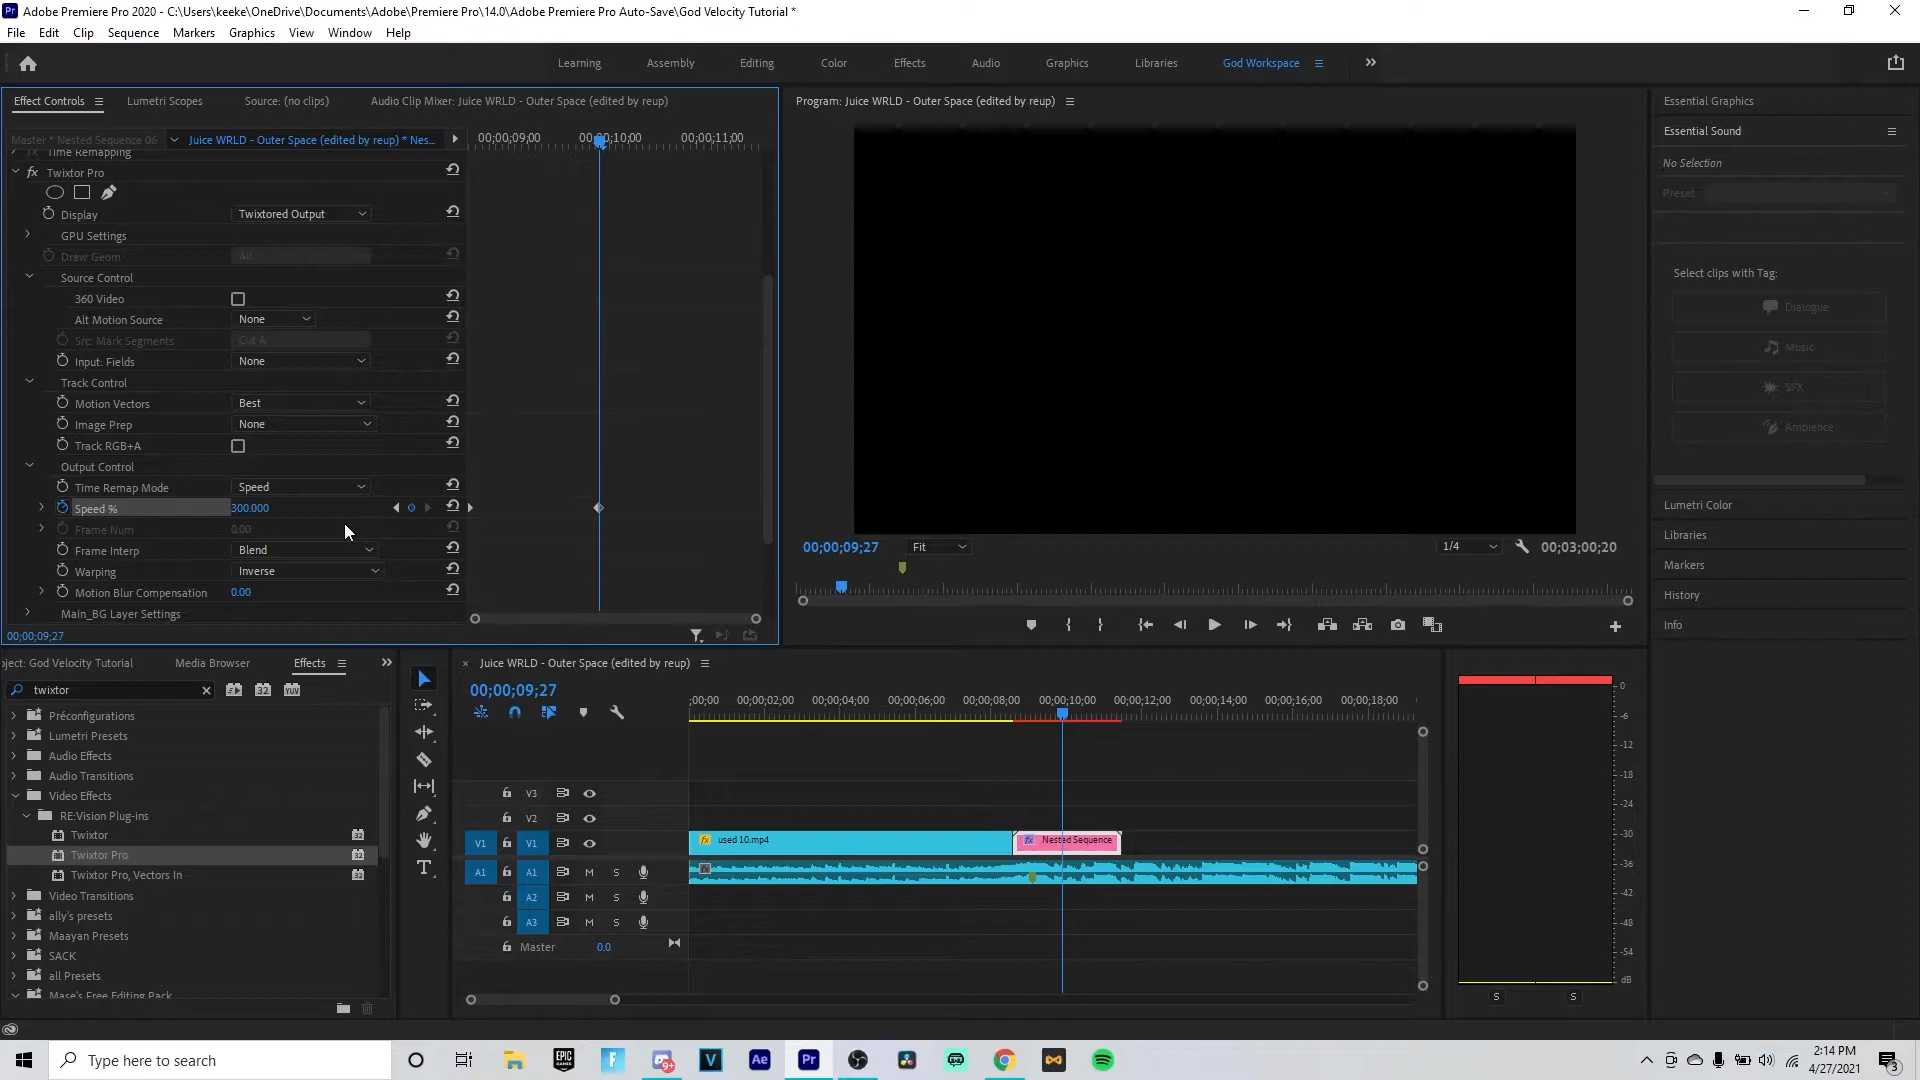 Adobe Premiere Pro 2020 - C:\Users\keeke\OneDrive\Documents\Adobe\Premiere Pro\14.0\Adobe Premiere Pro Auto-Save\God Velocity Tutorial *
File Edit Clip Sequence Markers Graphics View Window Help
Learning Assembly Editing Color Effects Audio Graphics Libraries God Workspace
Effect Controls Lumetri Scopes Source: (no clips) Audio Clip Mixer: Juice WRLD - Outer Space (edited by reup)
Program: Juice WRLD - Outer Space (edited by reup)
Essential Graphics
Essential Sound
No Selection
Preset
Select clips with Tag:
Dialogue
Music
SFX
Ambience
Lumetri Color
Libraries
Markers
History
Info
Master * Nested Sequence 06 Juice WRLD - Outer Space (edited by reup) * Nes...
00;00;09;00 00;00;10;00 00;00;11;00
Time Remapping
fx Twixtor Pro
Display Twixtored Output
GPU Settings
Draw Geom All
Source Control
360 Video
Alt Motion Source None
Src: Mark Segments Cut A
Input: Fields None
Track Control
Motion Vectors Best
Image Prep None
Track RGB+A
Output Control
Time Remap Mode Speed
Speed % 300.000
Frame Num 0.00
Frame Interp Blend
Warping Inverse
Motion Blur Compensation 0.00
Main_BG Layer Settings
00;00;09;27
00;00;09;27 Fit 1/4 00;03;00;20
oject: God Velocity Tutorial Media Browser Effects
twixtor
32 YUV
Préconfigurations
Lumetri Presets
Audio Effects
Audio Transitions
Video Effects
RE:Vision Plug-ins
Twixtor 32
Twixtor Pro 32
Twixtor Pro, Vectors In 32
Video Transitions
ally's presets
Maayan Presets
SACK
all Presets
Mase's Free Editing Pack
Juice WRLD - Outer Space (edited by reup)
00;00;09;27
;00;00 00;00;02;00 00;00;04;00 00;00;06;00 00;00;08;00 00;00;10;00 00;00;12;00 00;00;14;00 00;00;16;00 00;00;18;00
V3
V2
V1 V1
fx used 10.mp4
fx Nested Sequence
A1 A1 M S
A2 M S
A3 M S
Master 0.0
0
-6
-12
-18
-24
-30
-36
-42
-48
-54
dB
S S
Type here to search
EPIC GAMES
9+
V
Ae
Pr
2:14 PM
4/27/2021
3